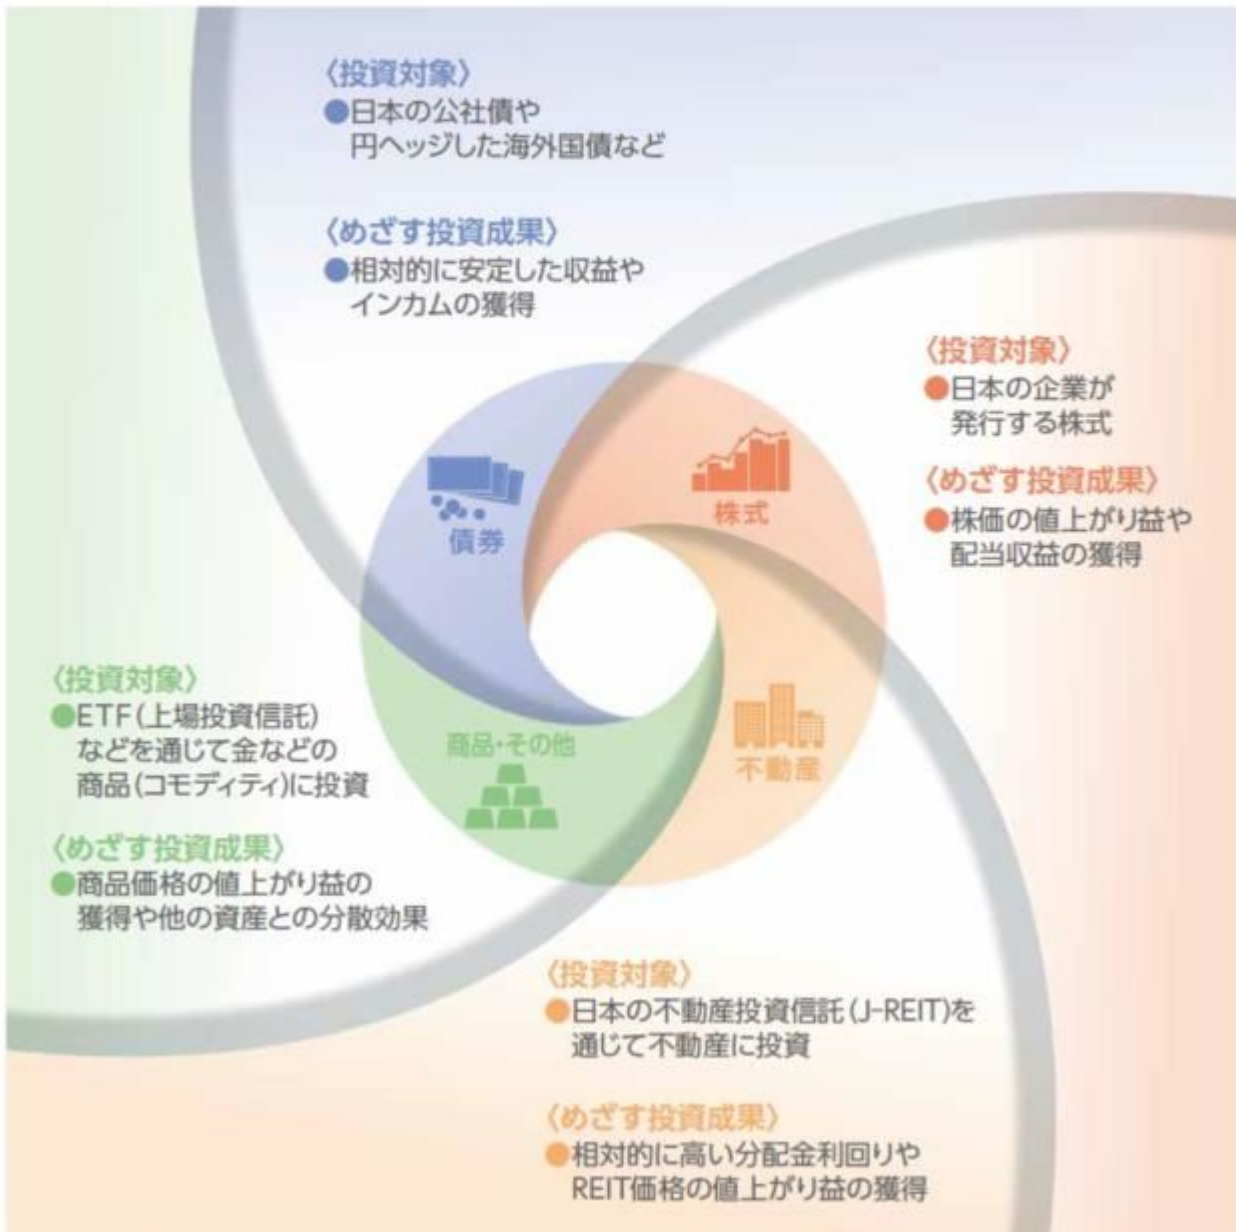 〈投資対象〉
●日本の公社債や
円ヘッジした海外国債など
〈めざす投資成果〉
●相対的に安定した収益や
インカムの獲得
〈投資対象〉
●日本の企業が
発行する株式
〈めざす投資成果〉
●株価の値上がり益や
配当収益の獲得
債券
株式
商品・その他
不動産
〈投資対象〉
●ETF(上場投資信託)
などを通じて金などの
商品(コモディティ)に投資
〈めざす投資成果〉
●商品価格の値上がり益の
獲得や他の資産との分散効果
〈投資対象〉
●日本の不動産投資信託(J-REIT)を
通じて不動産に投資
〈めざす投資成果〉
●相対的に高い分配金利回りや
REIT価格の値上がり益の獲得